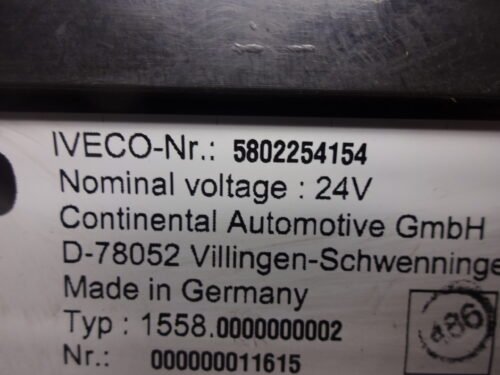 IVECO-Nr.: 5802254154
Nominal voltage : 24V
Continental Automotive GmbH
D-78052 Villingen-Schwenninge
Made in Germany
Typ : 1558.0000000002
Nr.: 000000011615
486